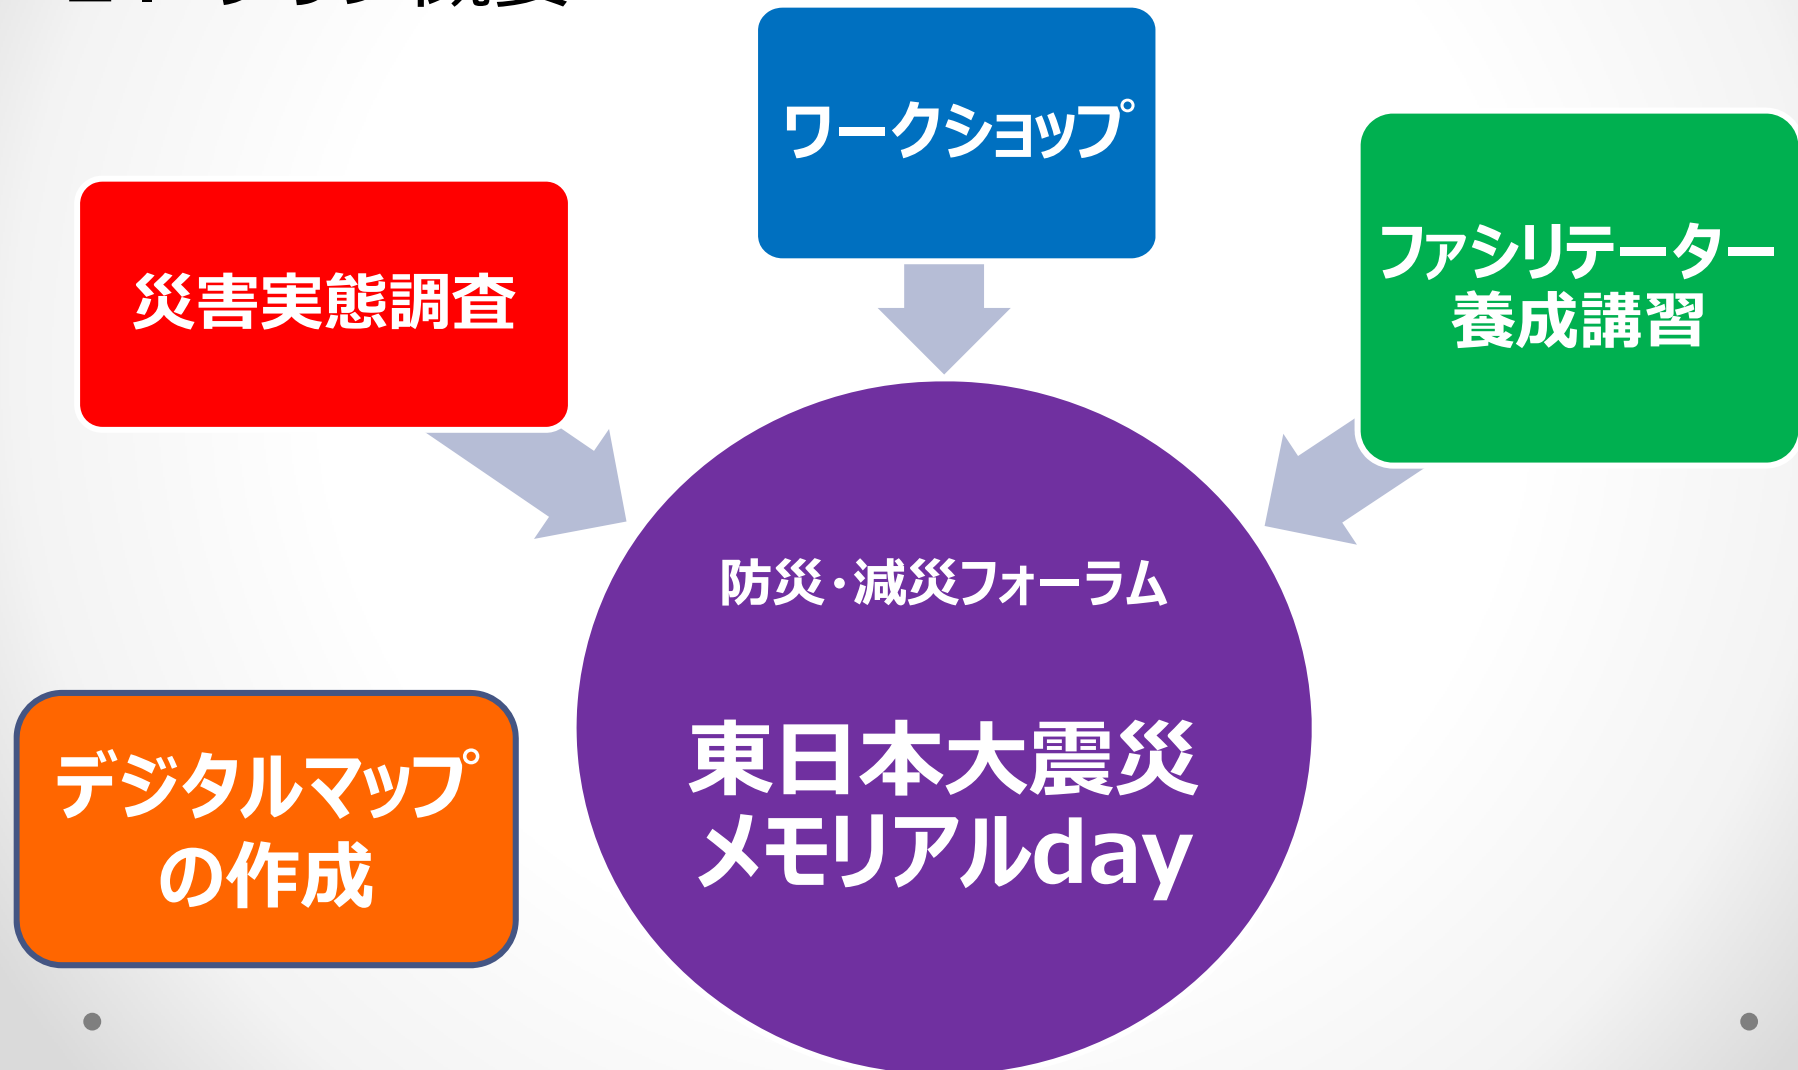 ワークショップ
災害実態調査
ファシリテーター
養成講習
防災・減災フォーラム
東日本大震災
メモリアルday
デジタルマップ
の作成